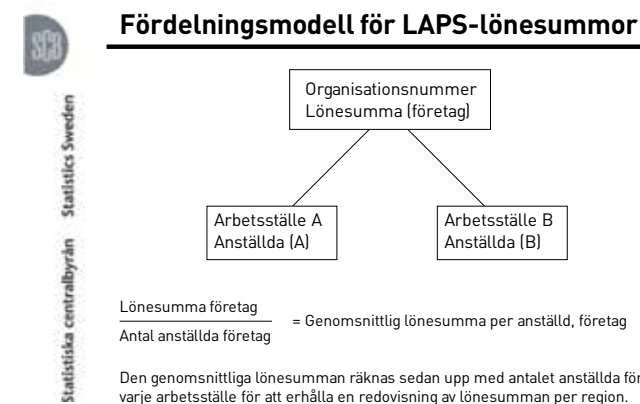 SCB
Statistiska centralbyrån Statistics Sweden
Fördelningsmodell för LAPS-lönesummor
Organisationsnummer
Lönesumma (företag)
Arbetsställe A
Anställda (A)
Arbetsställe B
Anställda (B)
Lönesumma företag
Antal anställda företag
= Genomsnittlig lönesumma per anställd, företag
Den genomsnittliga lönesumman räknas sedan upp med antalet anställda för
varje arbetsställe för att erhålla en redovisning av lönesumman per region.